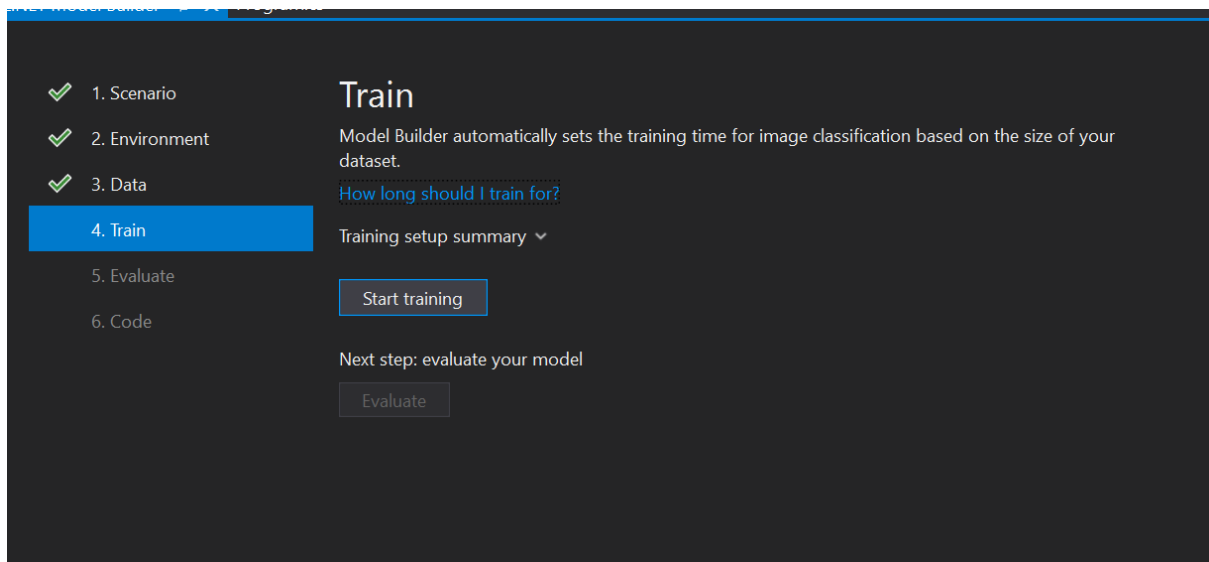 1. Scenario
2. Environment
3. Data
4. Train
5. Evaluate
6. Code
Train
Model Builder automatically sets the training time for image classification based on the size of your
dataset.
How long should I train for?
Training setup summary
Start training
Next step: evaluate your model
Evaluate